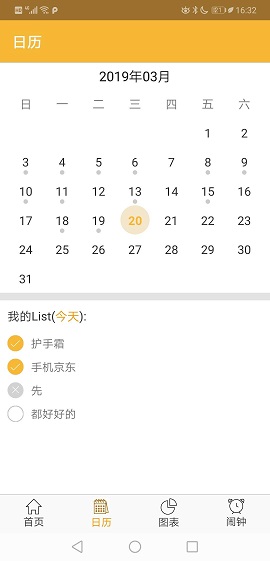 16:32
日历
2019年03月
日 一 二 三 四 五 六
1 2
3 4 5 6 7 8 9
10 11 12 13 14 15 16
17 18 19 20 21 22 23
24 25 26 27 28 29 30
31
我的List(今天):
护手霜
手机京东
先
都好好的
首页 日历 图表 闹钟